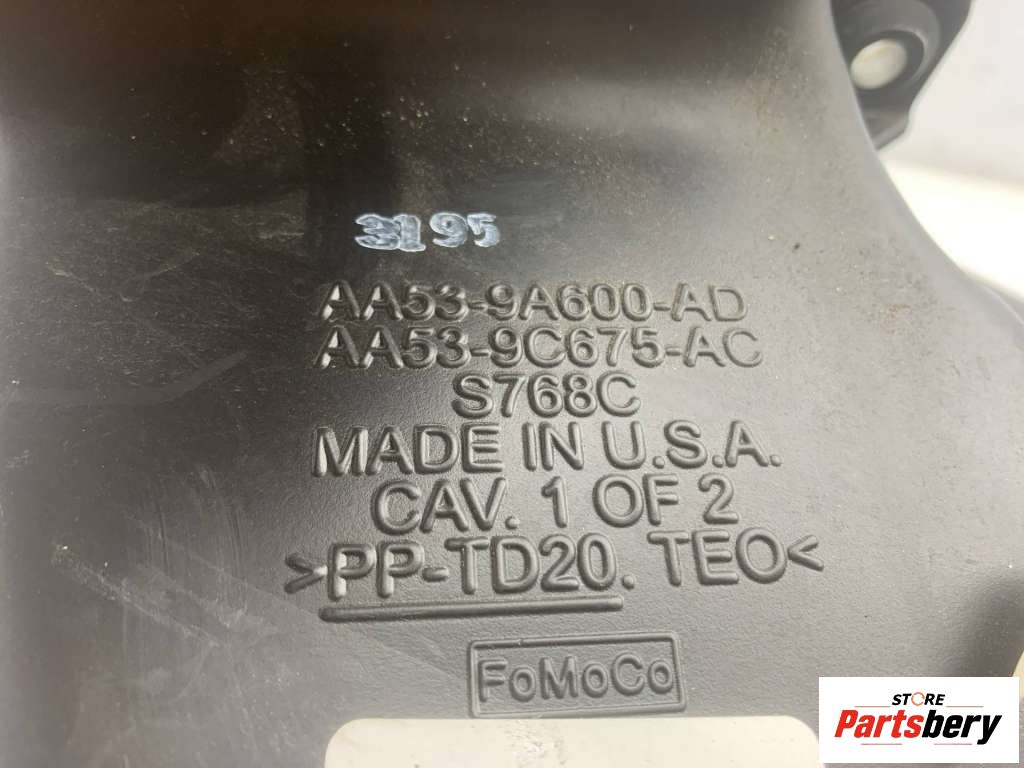 3195
AA53-9A600-AD
AA53-9C675-AC
S768C
MADE IN U.S.A.
CAV. 1 OF 2
>PP-TD20. TEO<
FoMoCo
STORE
Partsbery